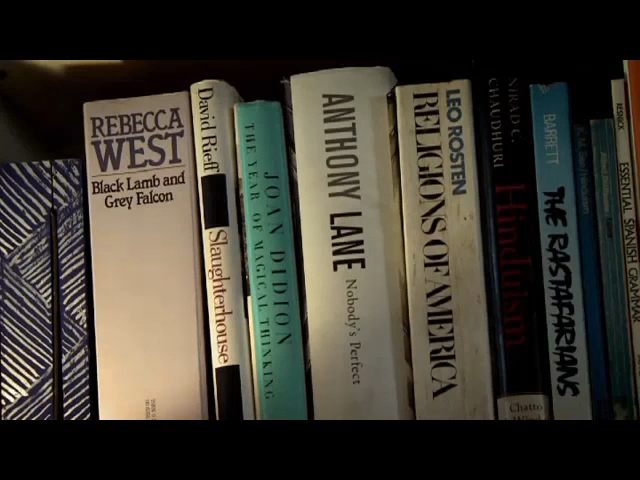 REBECCA
WEST
Black Lamb and
Grey Falcon
David Rieff
Slaughterhouse
JOAN DIDION
THE YEAR OF MAGICAL THINKING
ANTHONY LANE
Nobody's Perfect
LEO ROSTEN
RELIGIONS OF AMERICA
NIRAD C.
CHAUDHURI
Hinduism
Chatto
BARRETT
THE RASTAFARIANS
RESNICK
ESSENTIAL SPANISH GRAMMAR